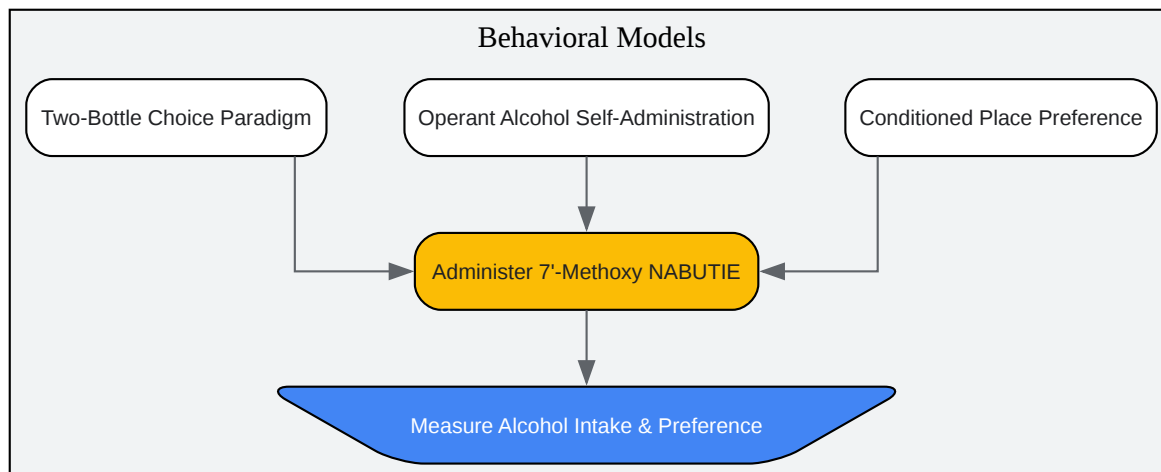 Behavioral Models
Two-Bottle Choice Paradigm
Operant Alcohol Self-Administration
Conditioned Place Preference
Administer 7'-Methoxy NABUTIE
Measure Alcohol Intake & Preference